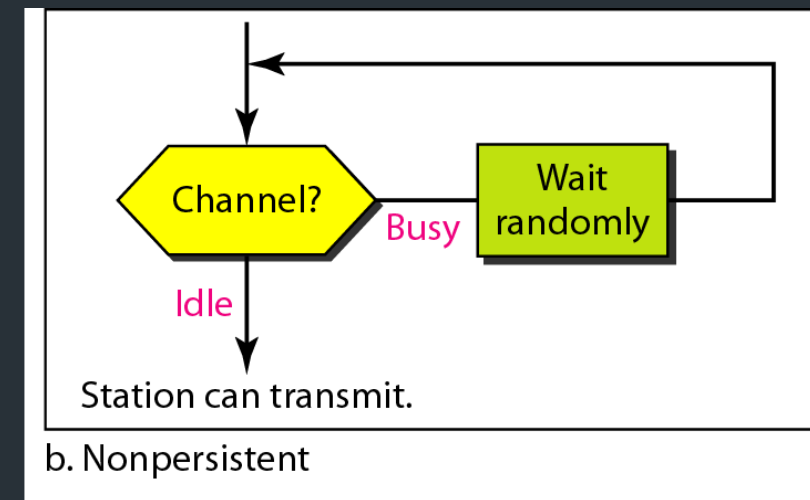 Channel?
Busy
Wait
randomly
Idle
Station can transmit.
b. Nonpersistent